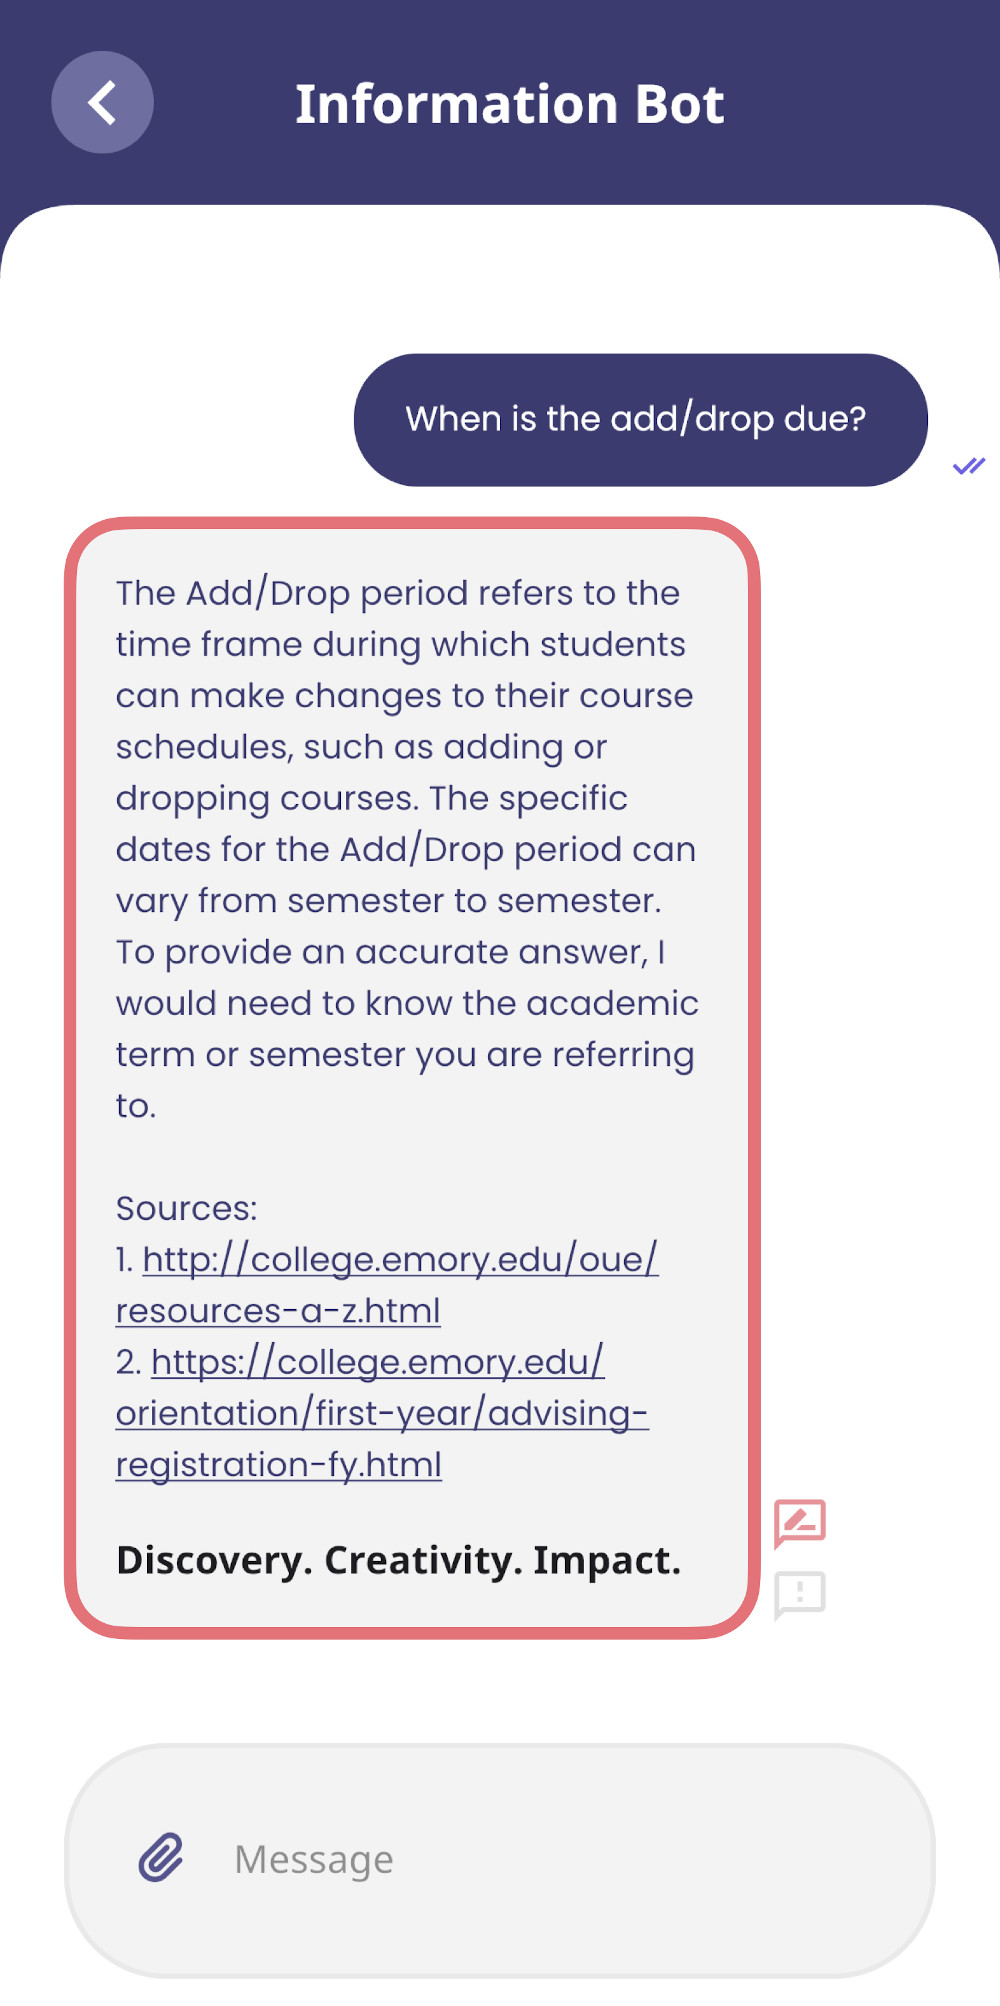 Information Bot
When is the add/drop due?
The Add/Drop period refers to the
time frame during which students
can make changes to their course
schedules, such as adding or
dropping courses. The specific
dates for the Add/Drop period can
vary from semester to semester.
To provide an accurate answer, I
would need to know the academic
term or semester you are referring
to.
Sources:
1. http://college.emory.edu/oue/
resources-a-z.html
2. https://college.emory.edu/
orientation/first-year/advising-
registration-fy.html
Discovery. Creativity. Impact.
Message